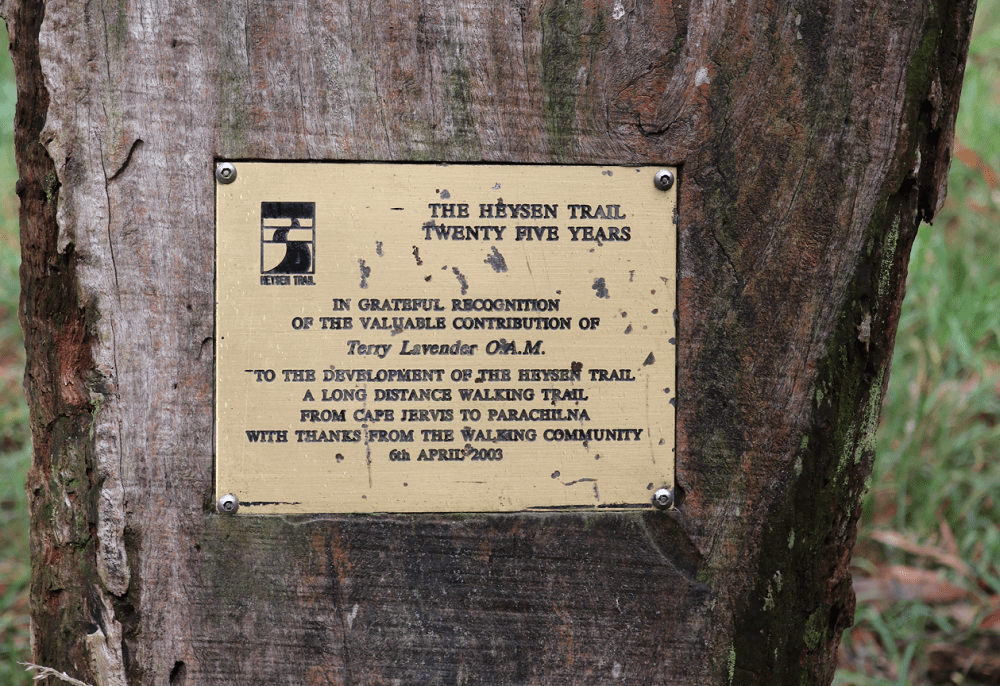 THE HEYSEN TRAIL
TWENTY FIVE YEARS
HEYSEN TRAIL
IN GRATEFUL RECOGNITION
OF THE VALUABLE CONTRIBUTION OF
Terry Lavender O.A.M.
TO THE DEVELOPMENT OF THE HEYSEN TRAIL
A LONG DISTANCE WALKING TRAIL
FROM CAPE JERVIS TO PARACHILNA
WITH THANKS FROM THE WALKING COMMUNITY
6th APRIL 2003